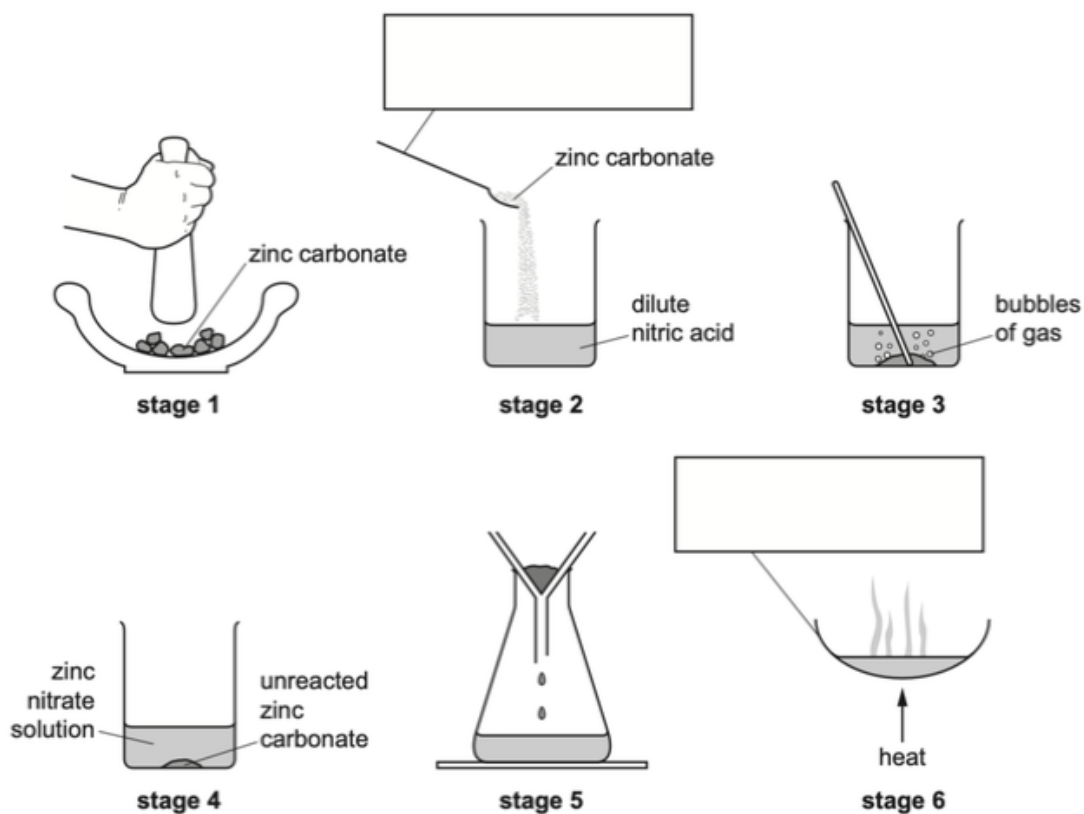 zinc carbonate
stage 1
zinc carbonate
dilute
nitric acid
stage 2
bubbles
of gas
stage 3
zinc
nitrate
solution
unreacted
zinc
carbonate
stage 4
stage 5
heat
stage 6